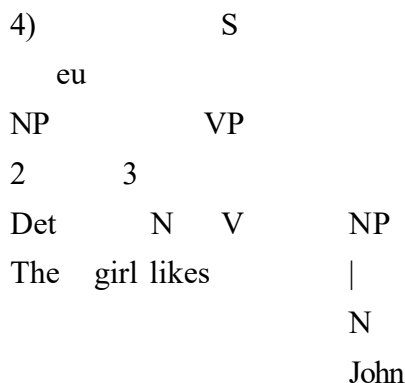 4) S
eu
NP VP
2 3
Det N V NP
The girl likes |
N
John